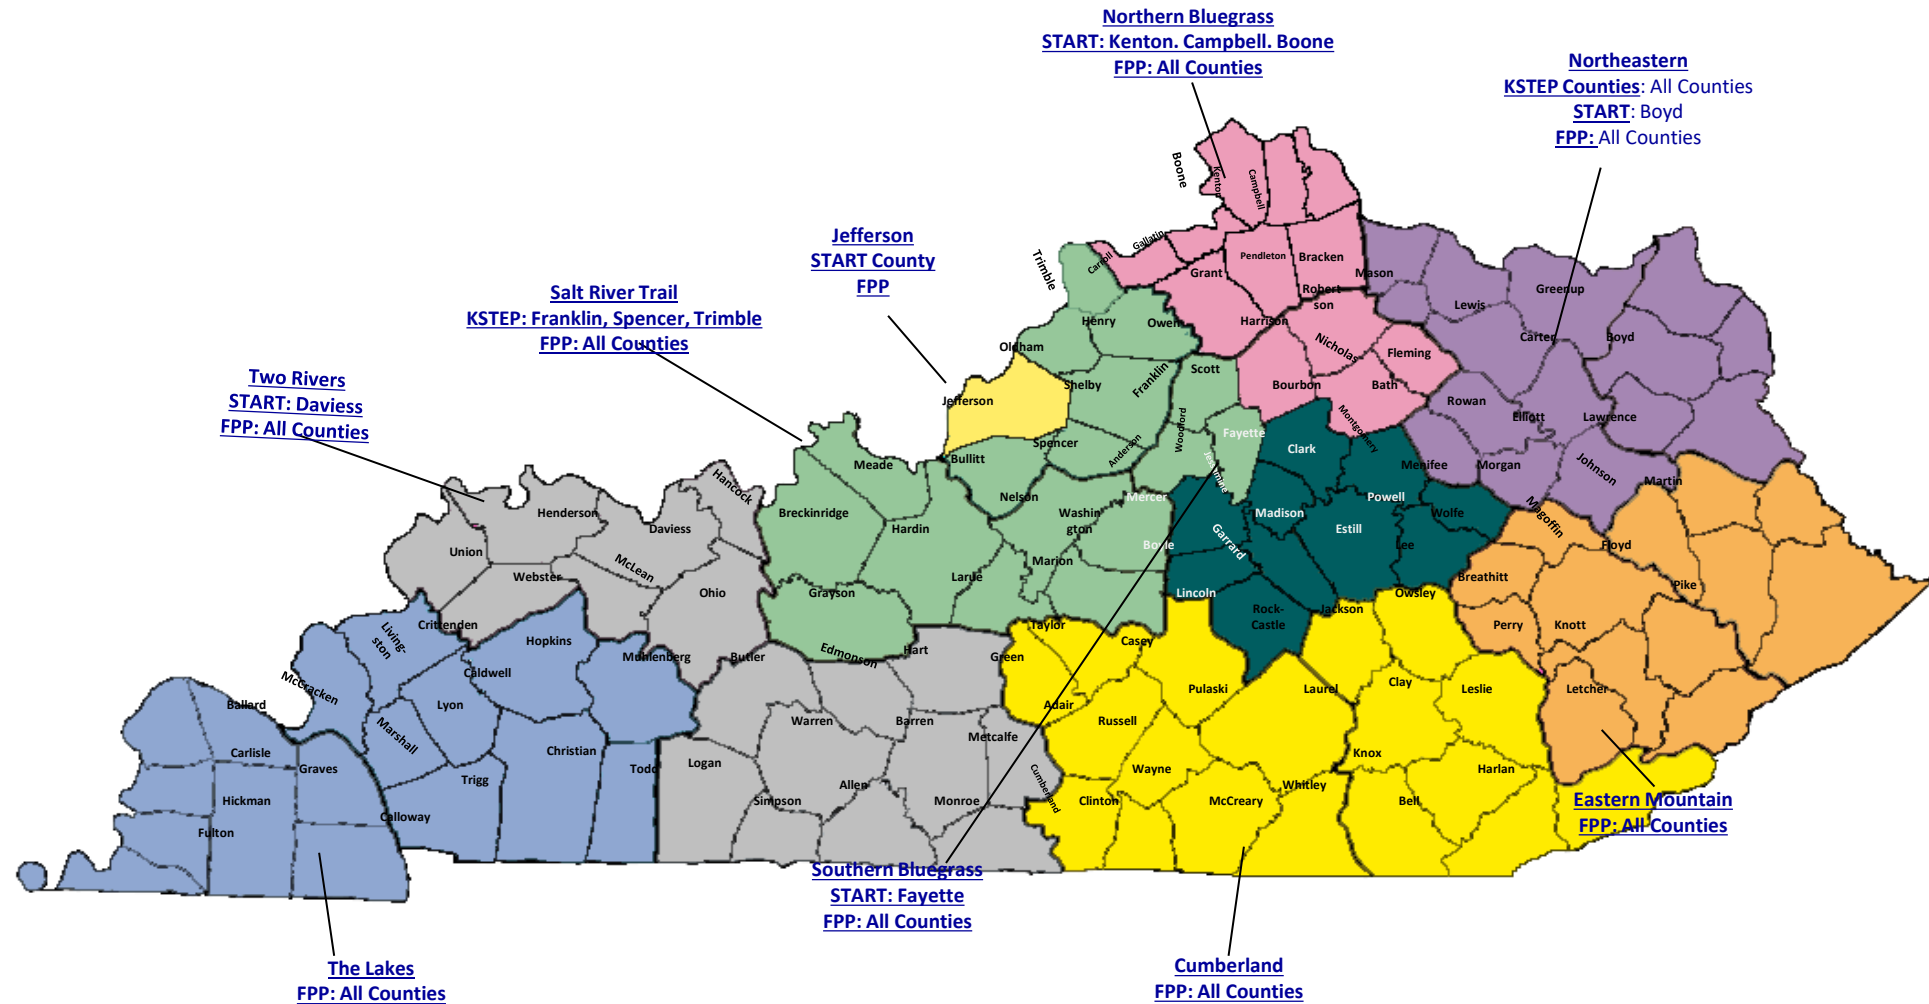 Northern Bluegrass
START: Kenton. Campbell. Boone
FPP: All Counties
Northeastern
KSTEP Counties: All Counties
START: Boyd
FPP: All Counties
Jefferson
START County
FPP
Salt River Trail
KSTEP: Franklin, Spencer, Trimble
FPP: All Counties
Two Rivers
START: Daviess
FPP: All Counties
Boone
Kenton
Campbell
Trimble
Carroll
Gallatin
Grant
Pendleton
Bracken
Mason
Robert
son
Lewis
Greenup
Henry
Owen
Harrison
Nicholas
Fleming
Carter
Boyd
Oldham
Shelby
Franklin
Scott
Bourbon
Bath
Jefferson
Rowan
Elliott
Lawrence
Montgomery
Woodford
Fayette
Spencer
Anderson
Clark
Bullitt
Meade
Menifee
Morgan
Johnson
Martin
Jessamine
Hancock
Nelson
Mercer
Powell
Magoffin
Breckinridge
Henderson
Daviess
Hardin
Washin
gton
Madison
Wolfe
Estill
Garrard
Boyle
Lee
Floyd
Union
McLean
Webster
Marion
Larue
Breathitt
Pike
Ohio
Grayson
Lincoln
Owsley
Rock-
Castle
Jackson
Crittenden
Living-
ston
Hopkins
Taylor
Casey
Perry
Knott
Muhlenberg
Butler
Edmonson
Hart
Green
Caldwell
McCracken
Pulaski
Laurel
Clay
Leslie
Letcher
Ballard
Lyon
Adair
Marshall
Warren
Barren
Russell
Metcalfe
Carlisle
Christian
Graves
Todd
Logan
Knox
Trigg
Wayne
Harlan
Cumberland
Whitley
Allen
Hickman
Simpson
Monroe
Clinton
McCreary
Bell
Calloway
Fulton
Eastern Mountain
FPP: All Counties
Southern Bluegrass
START: Fayette
FPP: All Counties
The Lakes
FPP: All Counties
Cumberland
FPP: All Counties